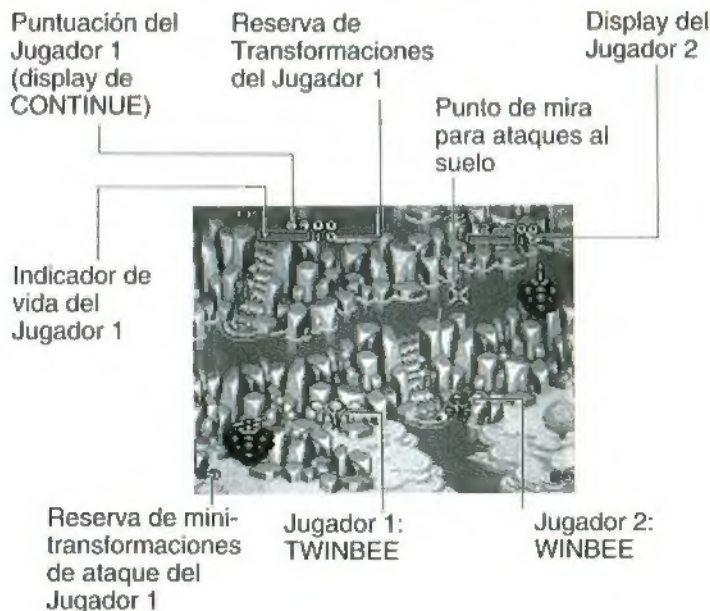 Puntuación del
Jugador 1
(display de
CONTINUE)
Reserva de
Transformaciones
del Jugador 1
Display del
Jugador 2
Punto de mira
para ataques al
suelo
Indicador de
vida del
Jugador 1
Reserva de mini-
transformaciones
de ataque del
Jugador 1
Jugador 1:
TWINBEE
Jugador 2:
WINBEE